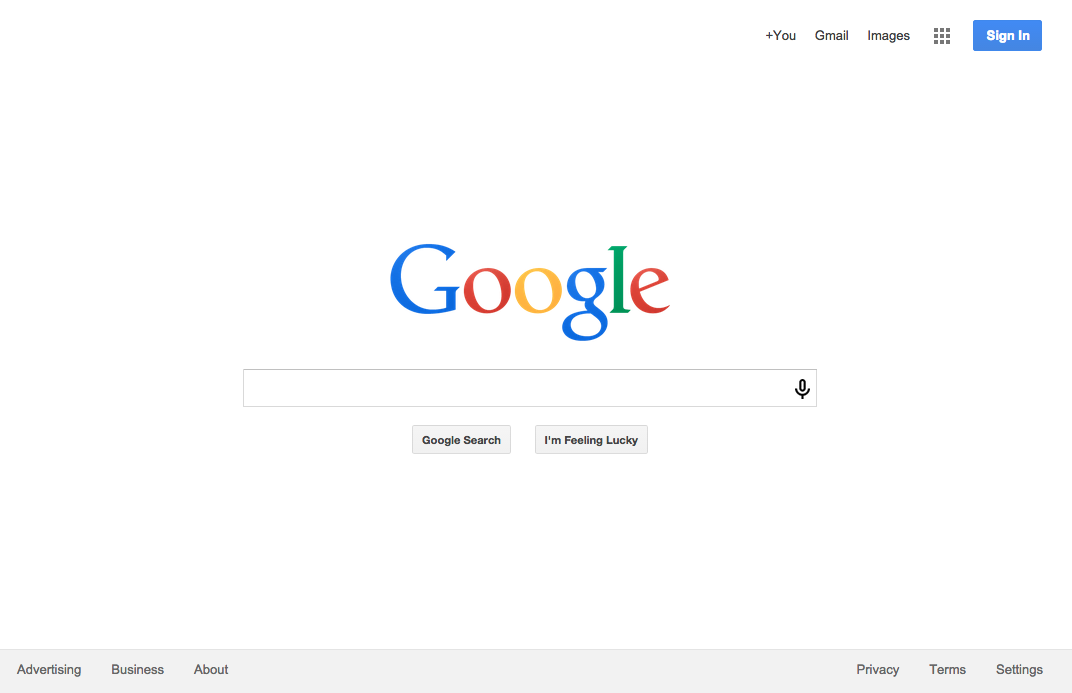 +You Gmail Images Sign In
Google
Google Search I'm Feeling Lucky
Advertising Business About Privacy Terms Settings